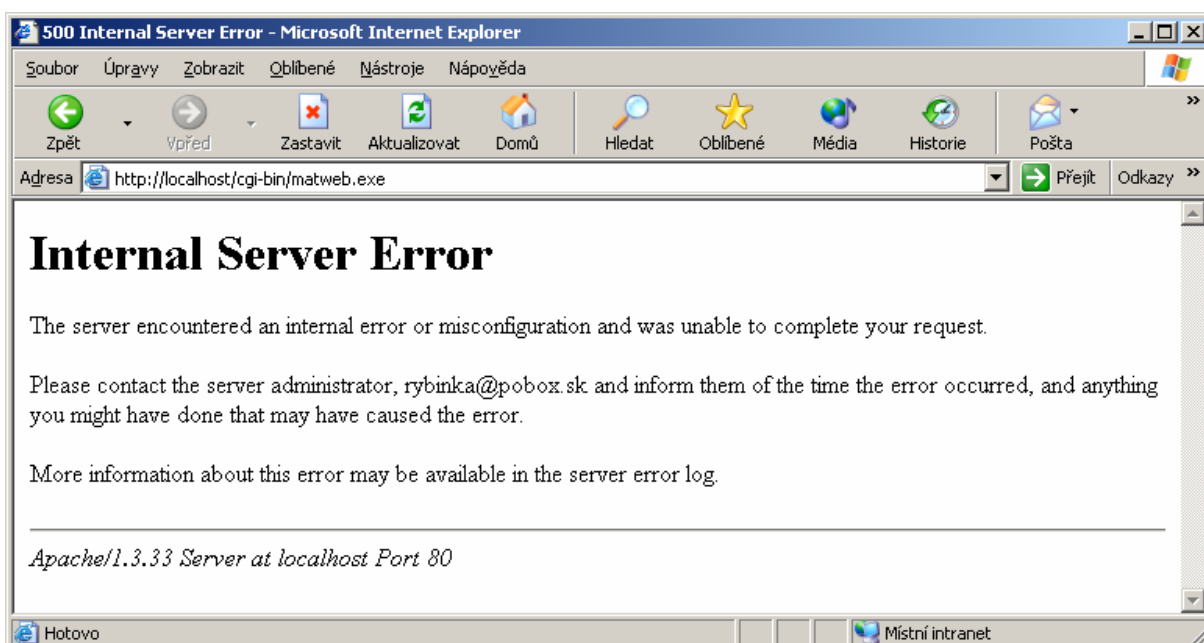 500 Internal Server Error - Microsoft Internet Explorer
Soubor Úpravy Zobrazit Oblíbené Nástroje Nápověda
Zpět Vpřed Zastavit Aktualizovat Domů Hledat Oblíbené Média Historie Pošta »
Adresa http://localhost/cgi-bin/matweb.exe Přejít Odkazy »
Internal Server Error
The server encountered an internal error or misconfiguration and was unable to complete your request.
Please contact the server administrator, rybinka@pobox.sk and inform them of the time the error occurred, and anything
you might have done that may have caused the error.
More information about this error may be available in the server error log.
Apache/1.3.33 Server at localhost Port 80
Hotovo Místní intranet